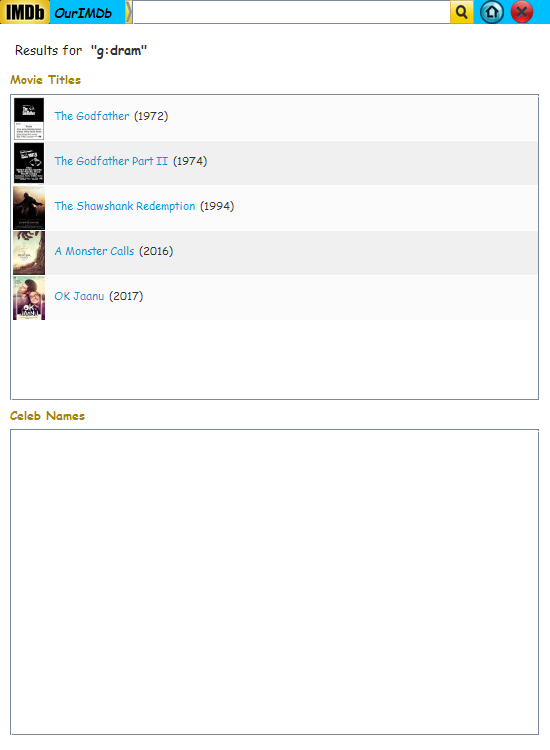 IMDb OurIMDb
Results for "g:dram"
Movie Titles
The Godfather (1972)
The Godfather Part II (1974)
The Shawshank Redemption (1994)
A Monster Calls (2016)
OK Jaanu (2017)
Celeb Names